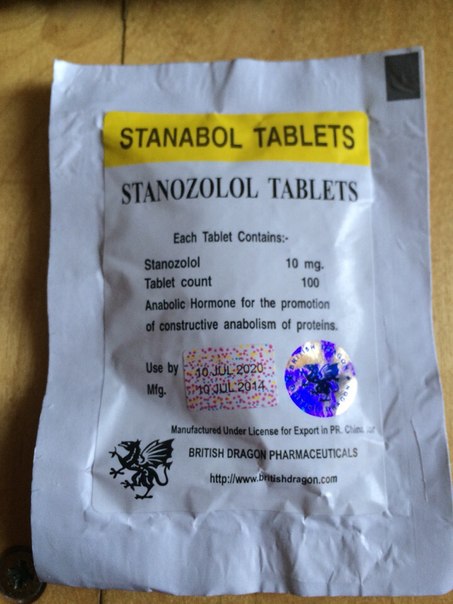 STANABOL TABLETS
STANOZOLOL TABLETS
Each Tablet Contains:-
Stanozolol 10 mg.
Tablet count 100
Anabolic Hormone for the promotion
of constructive anabolism of proteins.
Use by 10 JUL 2020
Mfg. 10 JUL 2014
Manufactured Under License for Export in PR.
BRITISH DRAGON PHARMACEUTICALS
http://www.britishdragon.com